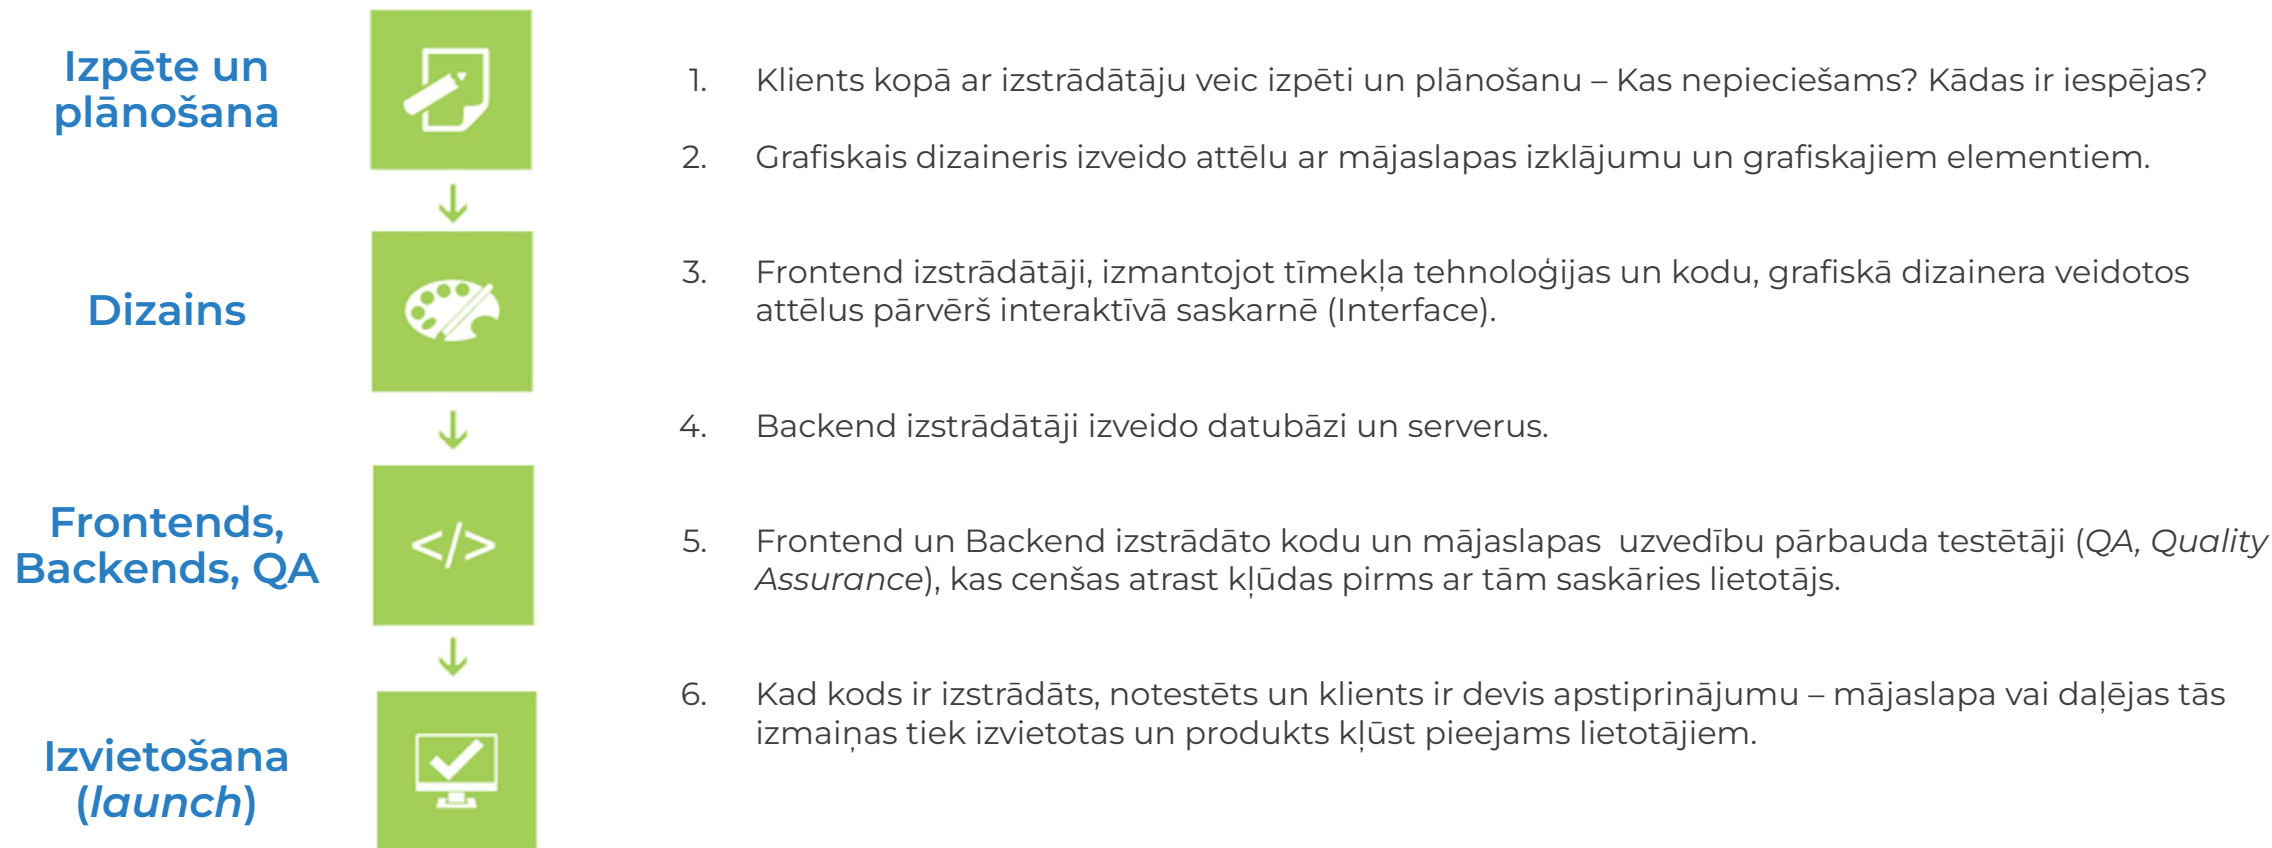 Izpēte un
plānošana
Dizains
Frontends,
Backends, QA
</>
Izvietošana
(launch)
1. Klients kopā ar izstrādātāju veic izpēti un plānošanu – Kas nepieciešams? Kādas ir iespējas?
2. Grafiskais dizaineris izveido attēlu ar mājaslapas izklājumu un grafiskajiem elementiem.
3. Frontend izstrādātāji, izmantojot tīmekļa tehnoloģijas un kodu, grafiskā dizainera veidotos
attēlus pārvērš interaktīvā saskarnē (Interface).
4. Backend izstrādātāji izveido datubāzi un serverus.
5. Frontend un Backend izstrādāto kodu un mājaslapas  uzvedību pārbauda testētāji (QA, Quality
Assurance), kas cenšas atrast kļūdas pirms ar tām saskāries lietotājs.
6. Kad kods ir izstrādāts, notestēts un klients ir devis apstiprinājumu – mājaslapa vai daļējas tās
izmaiņas tiek izvietotas un produkts kļūst pieejams lietotājiem.